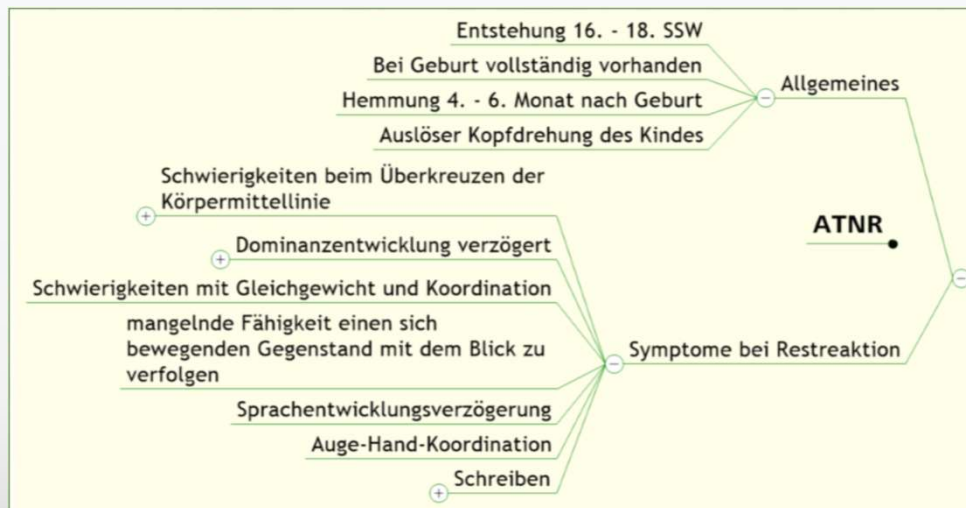 Entstehung 16. - 18. SSW
Bei Geburt vollständig vorhanden
Hemmung 4. - 6. Monat nach Geburt
Auslöser Kopfdrehung des Kindes
Allgemeines
ATNR
Schwierigkeiten beim Überkreuzen der
Körpermittellinie
Dominanzentwicklung verzögert
Schwierigkeiten mit Gleichgewicht und Koordination
mangelnde Fähigkeit einen sich
bewegenden Gegenstand mit dem Blick zu
verfolgen
Sprachentwicklungsverzögerung
Auge-Hand-Koordination
Schreiben
Symptome bei Restreaktion